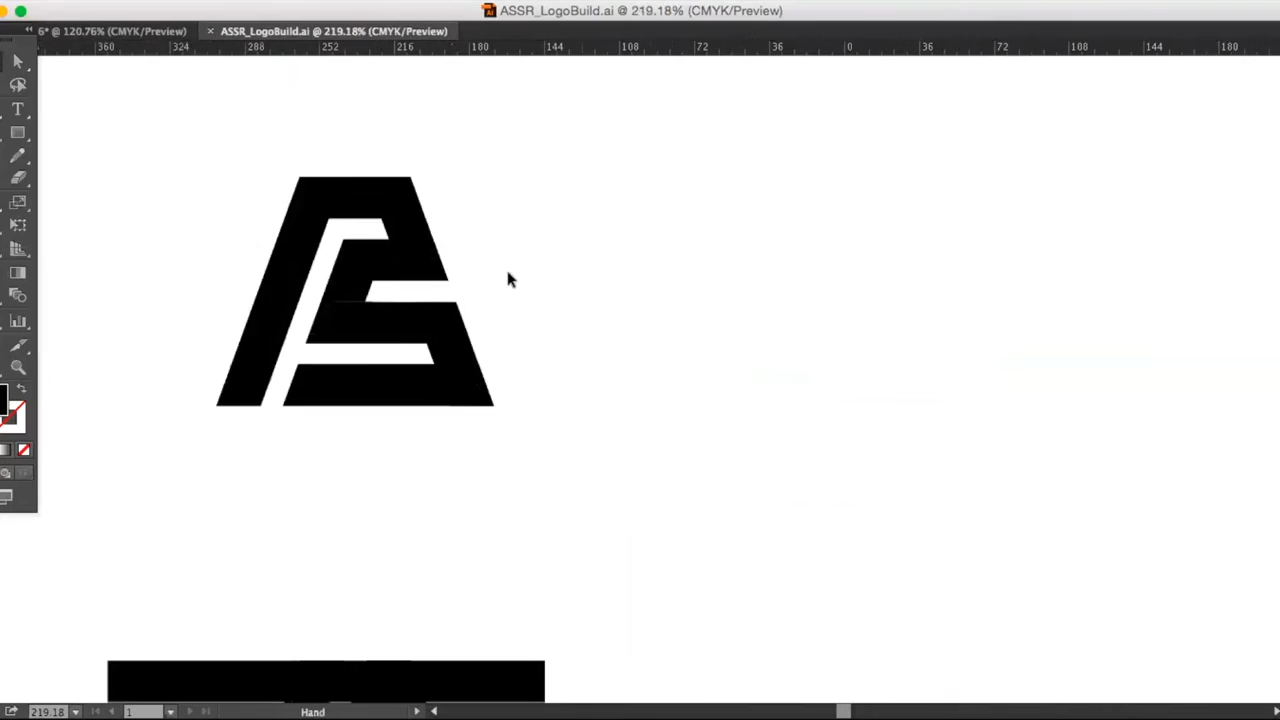 ASSR_LogoBuild.ai @ 219.18% (CMYK/Preview)
6* @ 120.76% (CMYK/Preview) × ASSR_LogoBuild.ai @ 219.18% (CMYK/Preview)
360 324 288 252 216 180 144 108 72 36 0 36 72 108 144 180
T
219.18 1 Hand